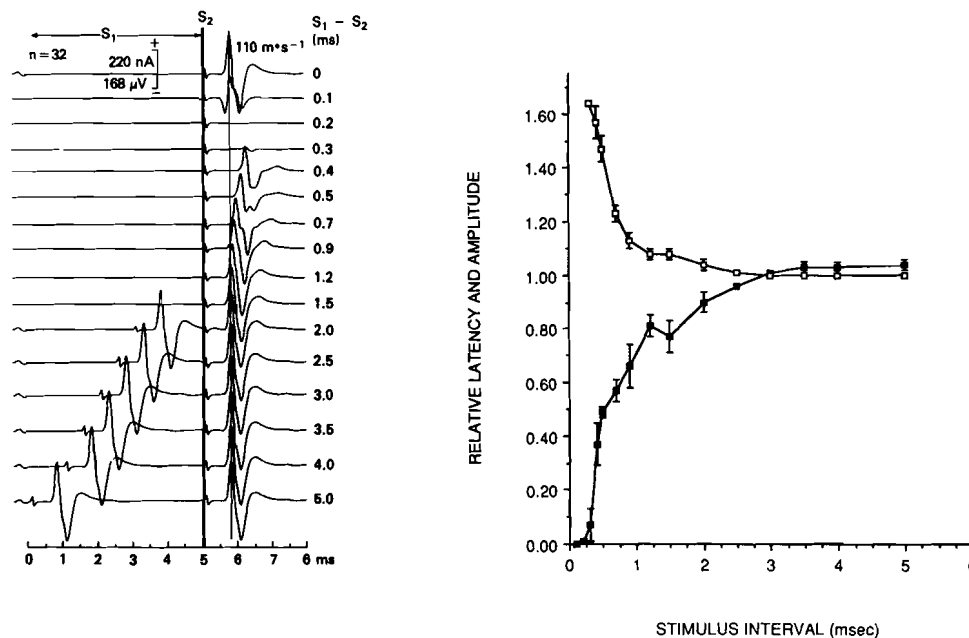 S₂
S₁ – S₂
(ms)
S₁
n = 32
+
220 nA
168 μV
–
110 m•s⁻¹
0
0.1
0.2
0.3
0.4
0.5
0.7
0.9
1.2
1.5
2.0
2.5
3.0
3.5
4.0
5.0
0 1 2 3 4 5 6 7 6 ms
RELATIVE LATENCY AND AMPLITUDE
1.60
1.40
1.20
1.00
0.80
0.60
0.40
0.20
0.00
0 1 2 3 4 5 6
STIMULUS INTERVAL (msec)